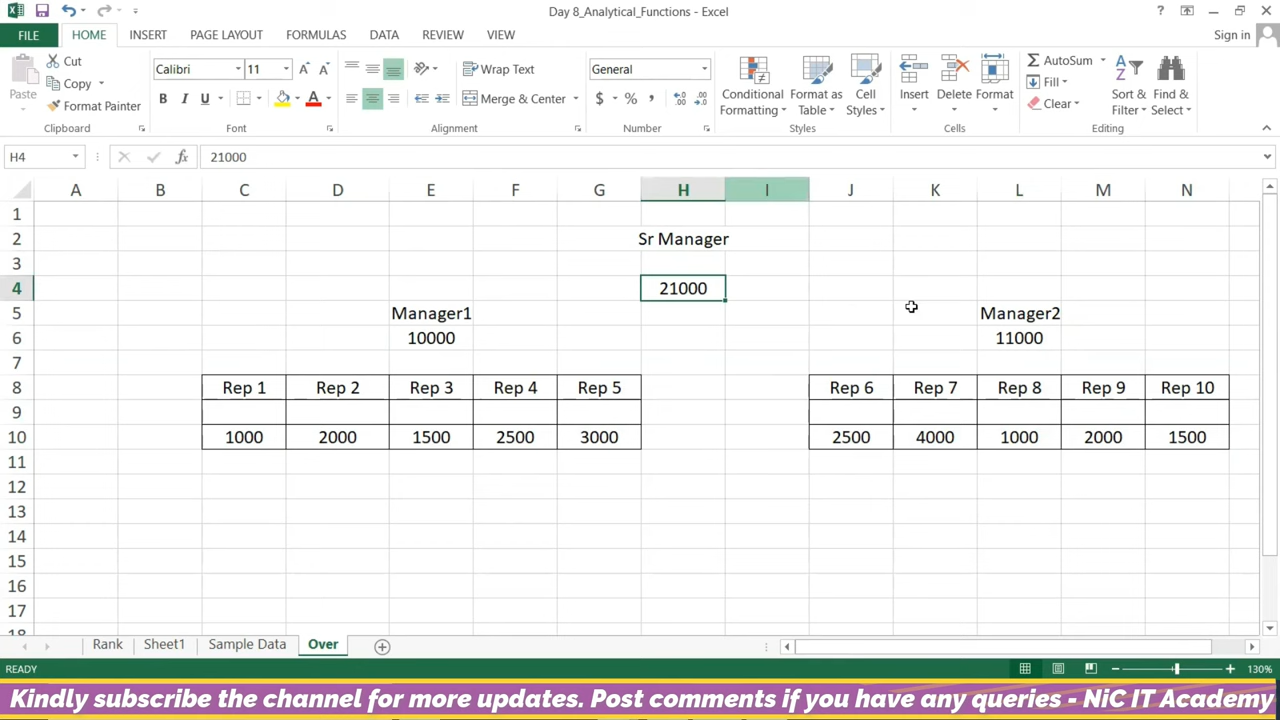 Day 8_Analytical_Functions - Excel
?
FILE HOME INSERT PAGE LAYOUT FORMULAS DATA REVIEW VIEW Sign in
Paste
Cut
Copy
Format Painter
Clipboard
Calibri 11
B I U A
Font
Wrap Text
Merge & Center
Alignment
General
$ % ,
Number
Conditional Formatting
Format as Table
Cell Styles
Styles
Insert Delete Format
Cells
AutoSum
Fill
Clear
Sort & Filter
Find & Select
Editing
H4 fx 21000
A B C D E F G H I J K L M N
1
2 Sr Manager
3
4 21000
5 Manager1 Manager2
6 10000 11000
7
8 Rep 1 Rep 2 Rep 3 Rep 4 Rep 5 Rep 6 Rep 7 Rep 8 Rep 9 Rep 10
9
10 1000 2000 1500 2500 3000 2500 4000 1000 2000 1500
11
12
13
14
15
16
17
18
Rank Sheet1 Sample Data Over
READY 130%
Kindly subscribe the channel for more updates. Post comments if you have any queries - NiC IT Academy